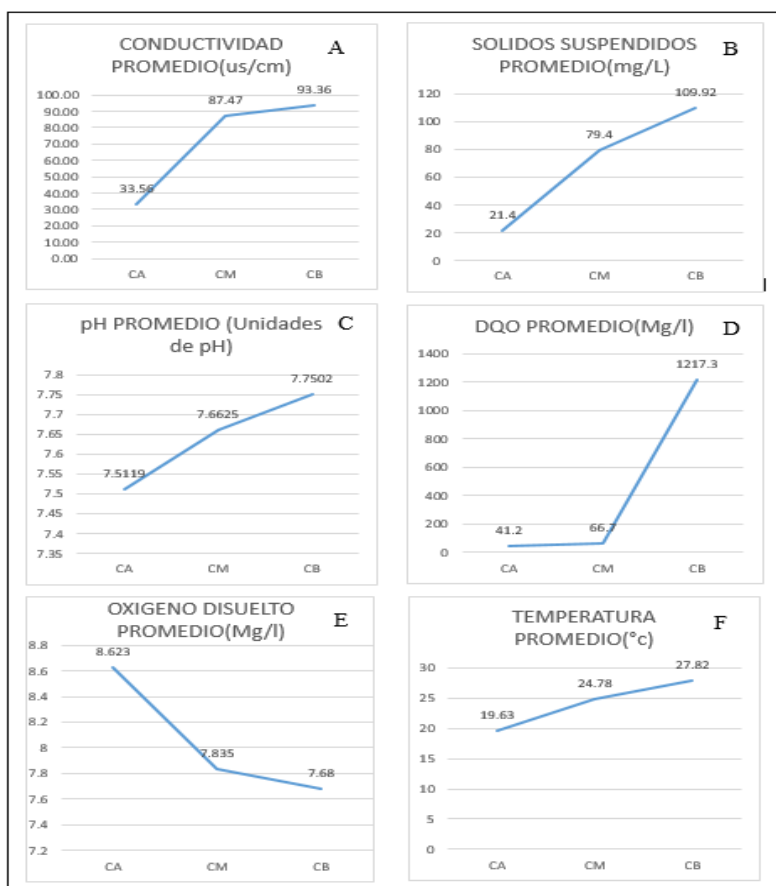 CONDUCTIVIDAD
PROMEDIO(us/cm)
A
100.00
90.00
80.00
70.00
60.00
50.00
40.00
30.00
20.00
10.00
0.00
33.56
87.47
93.36
CA
CM
CB
SOLIDOS SUSPENDIDOS
PROMEDIO(mg/L)
B
120
100
80
60
40
20
0
21.4
79.4
109.92
CA
CM
CB
pH PROMEDIO (Unidades
de pH)
C
7.8
7.75
7.7
7.65
7.6
7.55
7.5
7.45
7.4
7.35
7.5119
7.6625
7.7502
CA
CM
CB
DQO PROMEDIO(Mg/l)
D
1400
1200
1000
800
600
400
200
0
41.2
66.7
1217.3
CA
CM
CB
OXIGENO DISUELTO
PROMEDIO(Mg/l)
E
8.8
8.6
8.4
8.2
8
7.8
7.6
7.4
7.2
8.623
7.835
7.68
CA
CM
CB
TEMPERATURA
PROMEDIO(°c)
F
30
25
20
15
10
5
0
19.63
24.78
27.82
CA
CM
CB